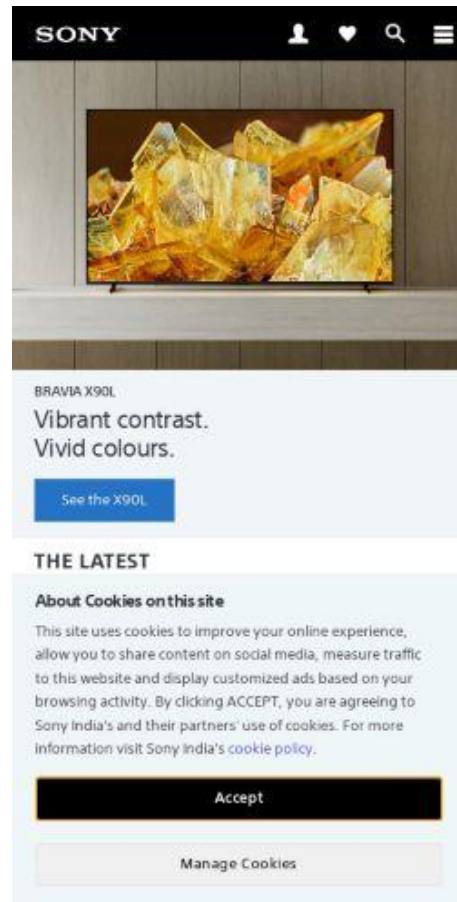 SONY
BRAVIA X90L
Vibrant contrast.
Vivid colours.
See the X90L
THE LATEST
About Cookies on this site
This site uses cookies to improve your online experience,
allow you to share content on social media, measure traffic
to this website and display customized ads based on your
browsing activity. By clicking ACCEPT, you are agreeing to
Sony India's and their partners' use of cookies. For more
information visit Sony India's cookie policy.
Accept
Manage Cookies